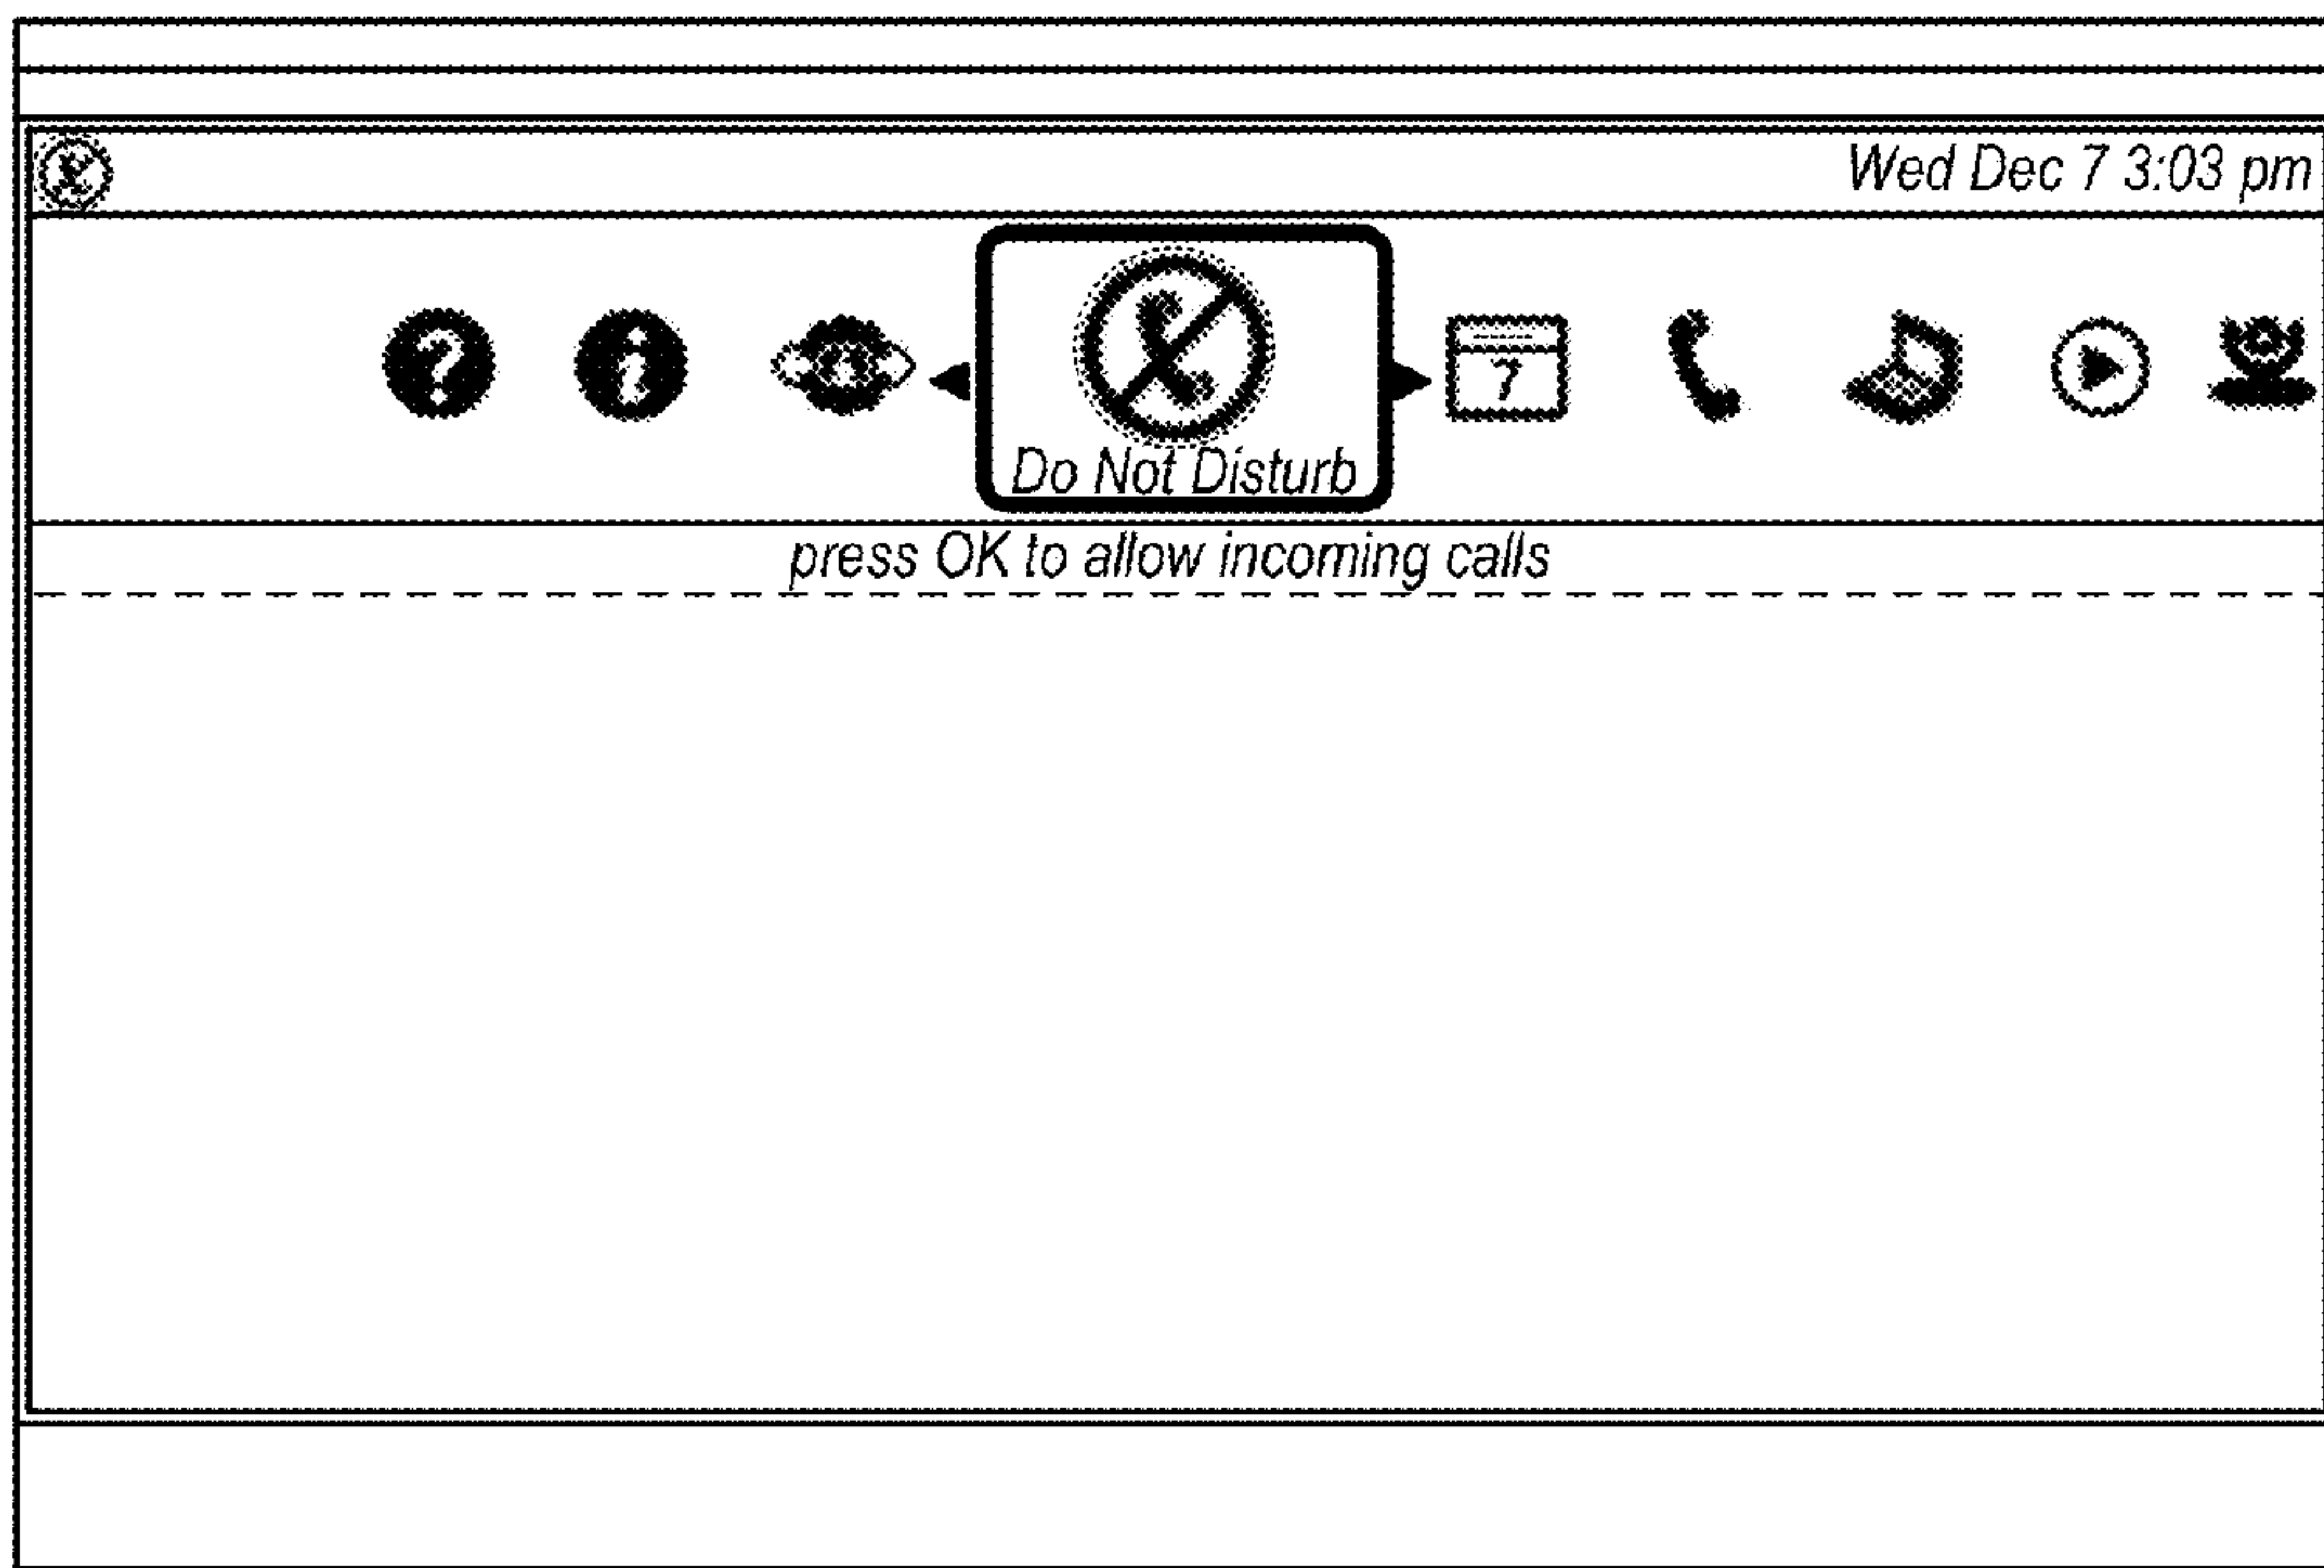 Wed Dec 7 3:03 pm
?
7
Do Not Disturb
press OK to allow incoming calls